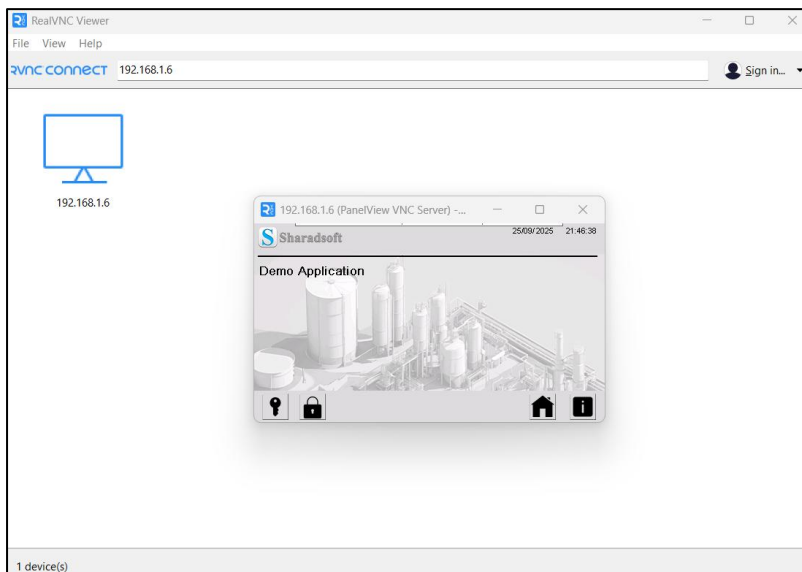 RealVNC Viewer
File View Help
RVNC CONNECT 192.168.1.6 Sign in...
192.168.1.6
192.168.1.6 (PanelView VNC Server) -...
Sharadsoft 25/09/2025 21:46:38
Demo Application
1 device(s)